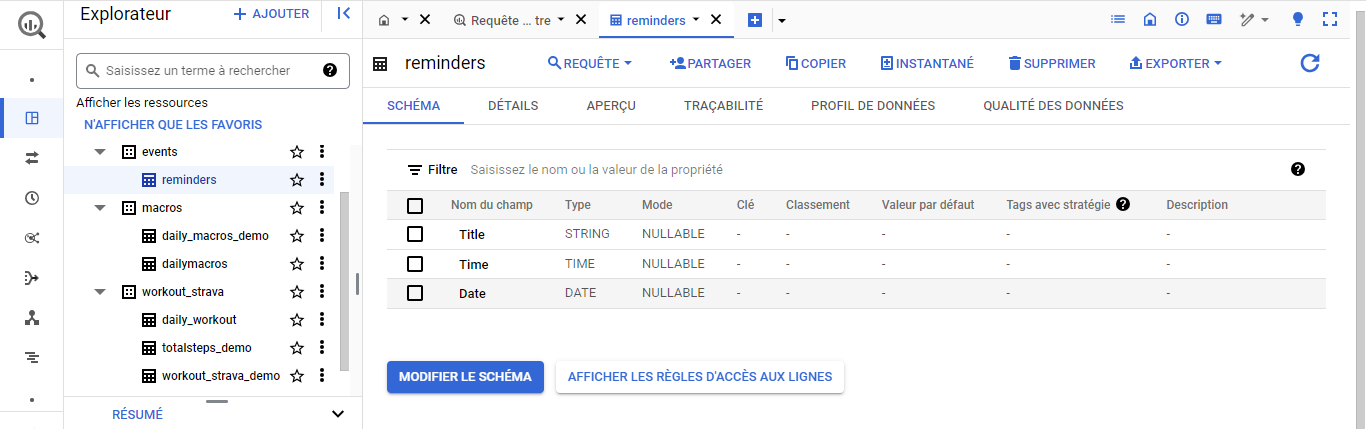 Explorateur
AJOUTER
Saisissez un terme à rechercher
Afficher les ressources
N'AFFICHER QUE LES FAVORIS
events
reminders
macros
daily_macros_demo
dailymacros
workout_strava
daily_workout
totalsteps_demo
workout_strava_demo
RÉSUMÉ
Requête ... tre
reminders
reminders
REQUÊTE
PARTAGER
COPIER
INSTANTANÉ
SUPPRIMER
EXPORTER
SCHÉMA DÉTAILS APERÇU TRAÇABILITÉ PROFIL DE DONNÉES QUALITÉ DES DONNÉES
Filtre Saisissez le nom ou la valeur de la propriété
Nom du champ Type Mode Clé Classement Valeur par défaut Tags avec stratégie Description
Title STRING NULLABLE - - - - -
Time TIME NULLABLE - - - - -
Date DATE NULLABLE - - - - -
MODIFIER LE SCHÉMA
AFFICHER LES RÈGLES D'ACCÈS AUX LIGNES